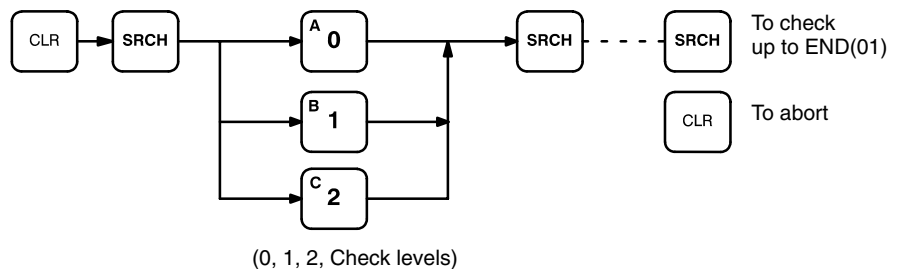 CLR
SRCH
A
0
SRCH
SRCH
To check
up to END(01)
B
1
CLR
To abort
C
2
(0, 1, 2, Check levels)